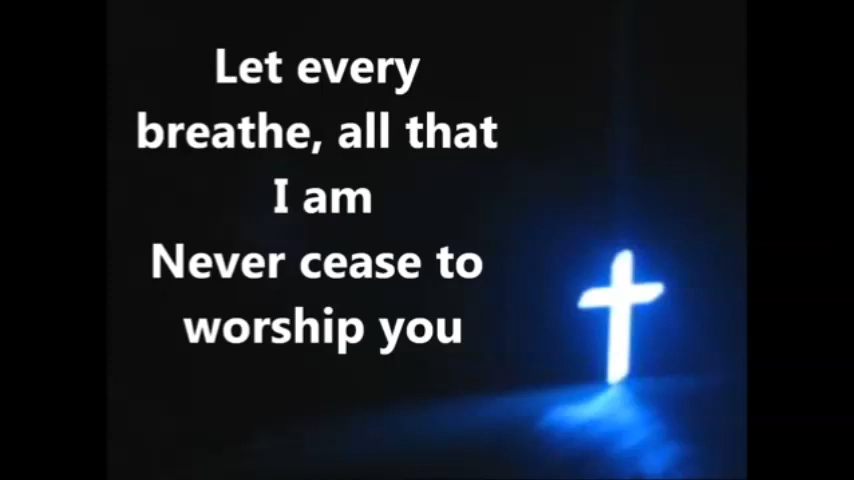 Let every
breathe, all that
I am
Never cease to
worship you